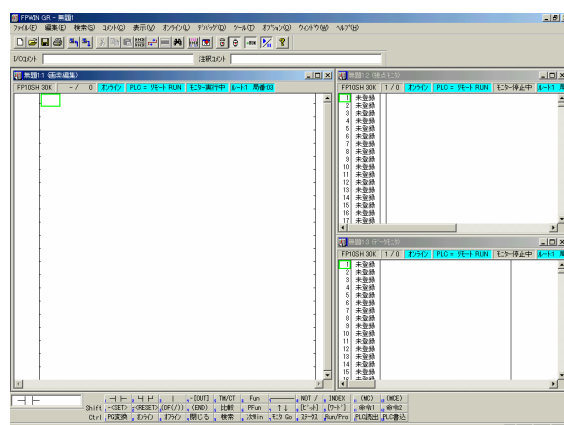 FPWIN GR - 無題1
ファイル(F) 編集(E) 検索(S) コメント(C) 表示(V) オンライン(L) デバッグ(D) ツール(T) オプション(O) ウィンドウ(W) ヘルプ(H)
I/Oコメント 注釈コメント
無題1:1 (画面編集)
FP10SH 30K - / 0 オンライン PLC = リモート RUN モニター実行中 ルート1 局番03
無題1:2 (接点モニタ)
FP10SH 30K 1 / 0 オンライン PLC = リモート RUN モニター停止中 ルート1 局
1 未登録
2 未登録
3 未登録
4 未登録
5 未登録
6 未登録
7 未登録
8 未登録
9 未登録
10 未登録
11 未登録
12 未登録
13 未登録
14 未登録
15 未登録
16 未登録
17 未登録
無題1:3 (データモニタ)
FP10SH 30K 1 / 0 オンライン PLC = リモート RUN モニター停止中 ルート1 局
1 未登録
2 未登録
3 未登録
4 未登録
5 未登録
6 未登録
7 未登録
8 未登録
9 未登録
10 未登録
11 未登録
12 未登録
13 未登録
14 未登録
15 未登録
-[OUT] TM/CT Fun NOT / INDEX (MC) (MCE)
Shift -<SET> -<RESET> (DF(/)) (END) 比較 PFun ↑↓ [ビット] [ワード] 命令1 命令2
Ctrl PG変換 オンライン オフライン 閉じる 検索 次Win モニタ Go ステータス Run/Pro PLC読出 PLC書込